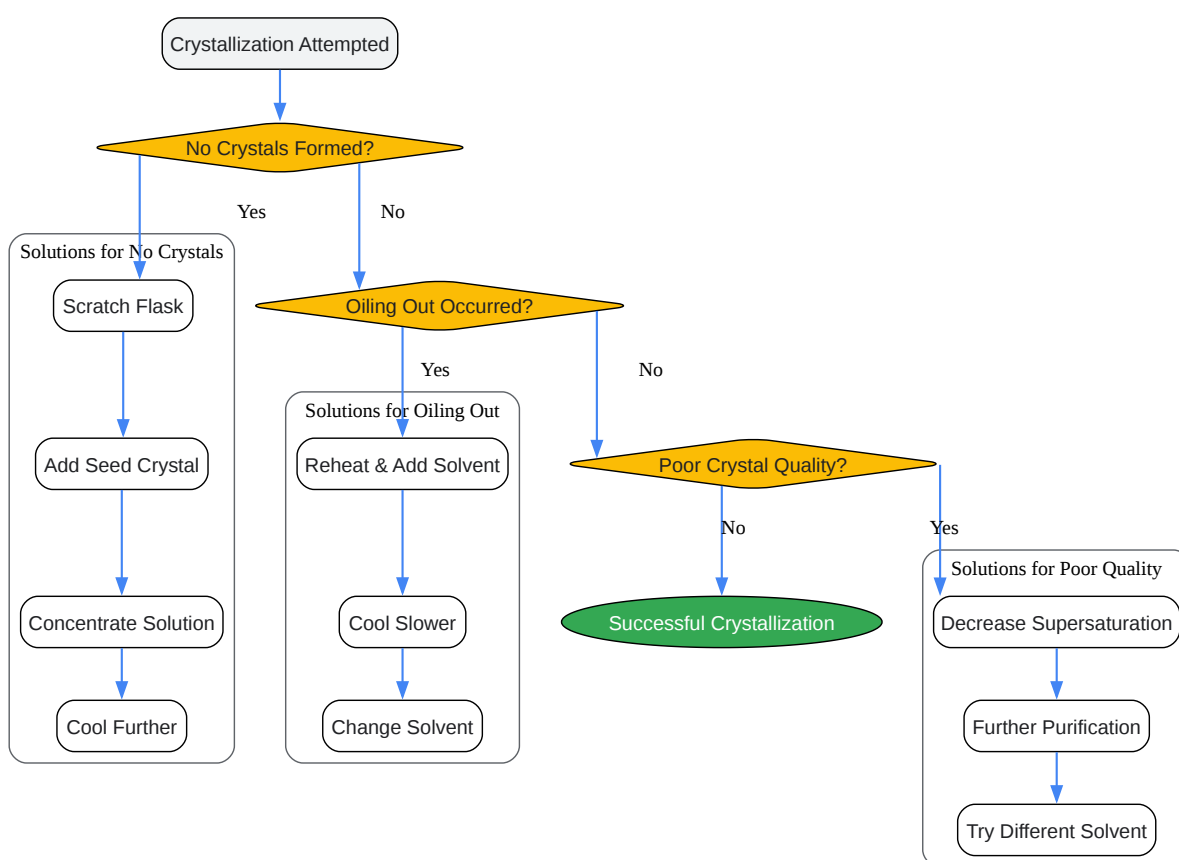 Crystallization Attempted
No Crystals Formed?
Yes
No
Solutions for No Crystals
Scratch Flask
Oiling Out Occurred?
Yes
No
Solutions for Oiling Out
Add Seed Crystal
Reheat & Add Solvent
Poor Crystal Quality?
No
Yes
Solutions for Poor Quality
Concentrate Solution
Cool Slower
Successful Crystallization
Decrease Supersaturation
Cool Further
Change Solvent
Further Purification
Try Different Solvent